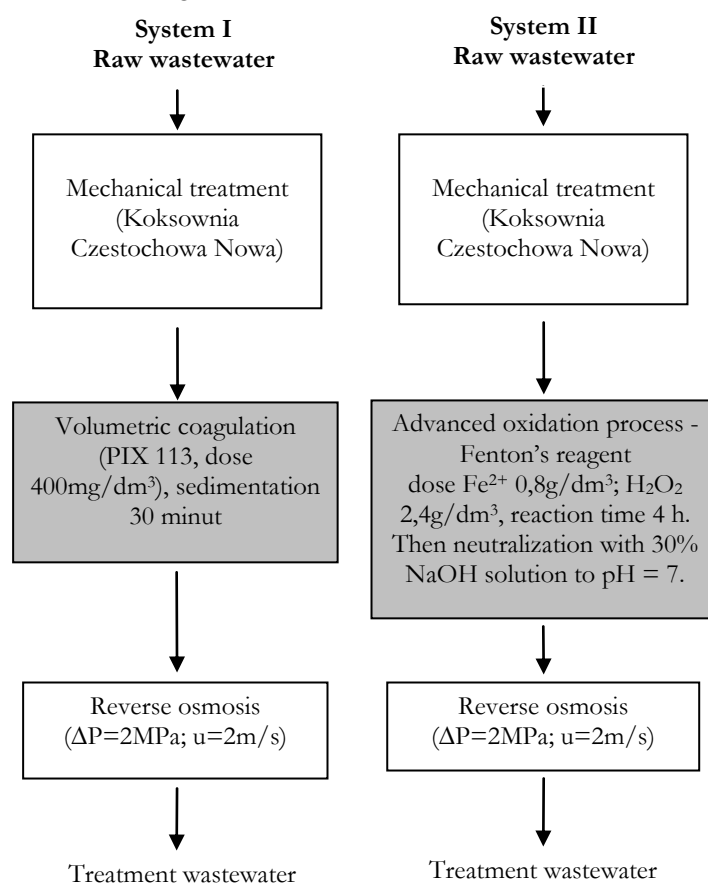 System I
Raw wastewater
Mechanical treatment
(Koksownia
Czestochowa Nowa)
Volumetric coagulation
(PIX 113, dose
400mg/dm³), sedimentation
30 minut
Reverse osmosis
(ΔP=2MPa; u=2m/s)
Treatment wastewater
System II
Raw wastewater
Mechanical treatment
(Koksownia
Czestochowa Nowa)
Advanced oxidation process -
Fenton’s reagent
dose Fe²⁺ 0,8g/dm³; H₂O₂
2,4g/dm³, reaction time 4 h.
Then neutralization with 30%
NaOH solution to pH = 7.
Reverse osmosis
(ΔP=2MPa; u=2m/s)
Treatment wastewater